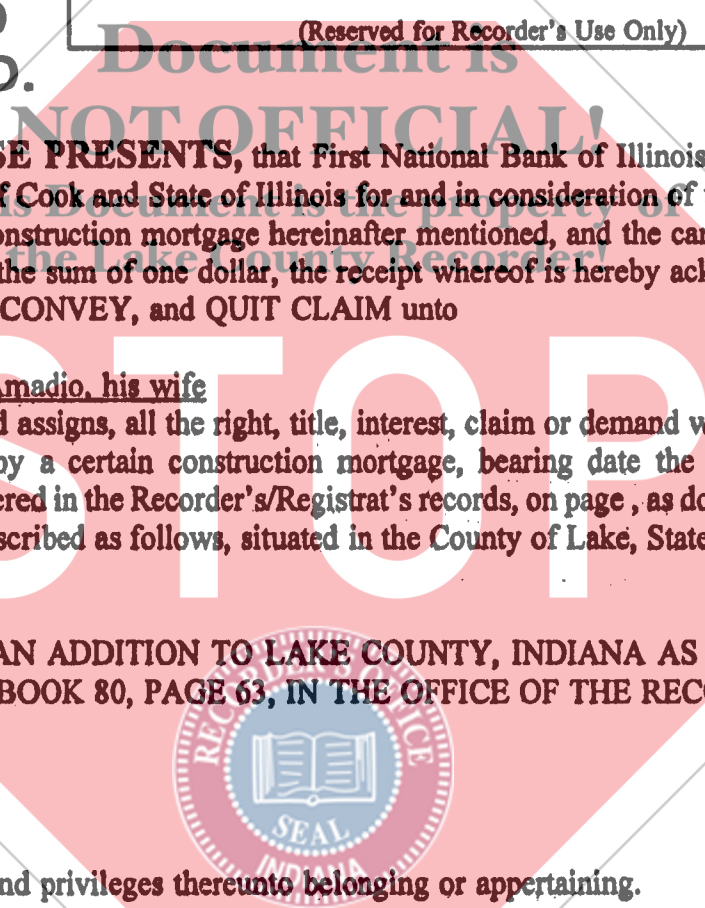 (Reserved for Recorder's Use Only)
Document is
D.
NOT OFFICIAL!
SE PRESENTS, that First National Bank of Illinois
f Cook and State of Illinois for and in consideration of
is Document is the property of
onstruction mortgage hereinafter mentioned, and the can
the Lake County Recorder!
the sum of one dollar, the receipt whereof is hereby ack
CONVEY, and QUIT CLAIM unto
STOP
Amadio, his wife
d assigns, all the right, title, interest, claim or demand w
by a certain construction mortgage, bearing date the
ered in the Recorder's/Registrat's records, on page , as do
scribed as follows, situated in the County of Lake, State
AN ADDITION TO LAKE COUNTY, INDIANA AS
BOOK 80, PAGE 63, IN THE OFFICE OF THE RECO
RECORDER'S OFFICE
SEAL
INDIANA
nd privileges thereunto belonging or appertaining.